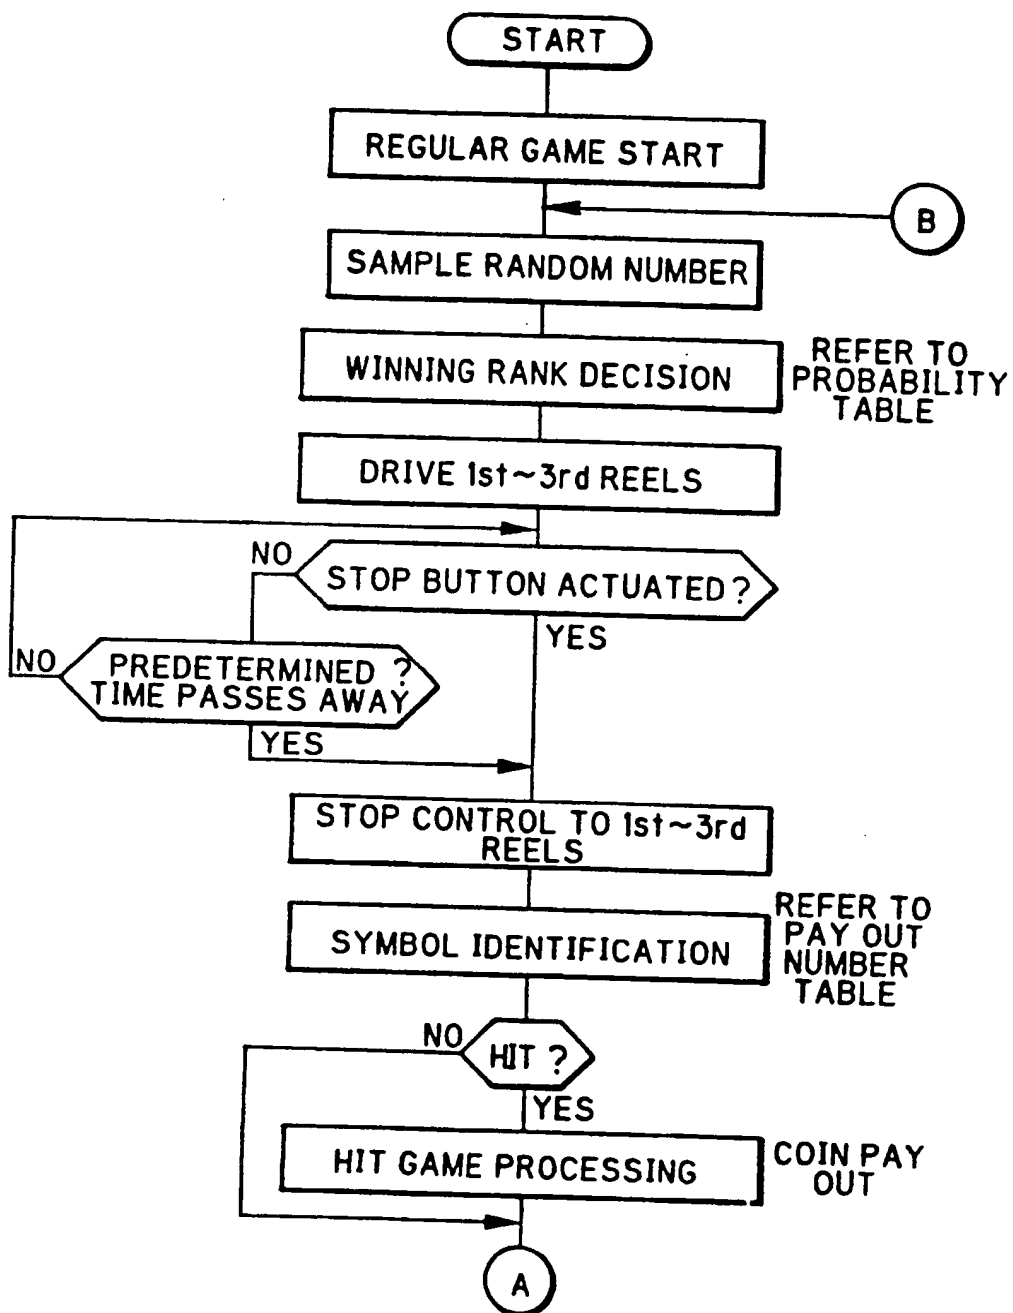 START
REGULAR GAME START
B
SAMPLE RANDOM NUMBER
WINNING RANK DECISION
REFER TO
PROBABILITY
TABLE
DRIVE 1st~3rd REELS
NO
STOP BUTTON ACTUATED?
YES
NO
PREDETERMINED ?
TIME PASSES AWAY
YES
STOP CONTROL TO 1st~3rd
REELS
SYMBOL IDENTIFICATION
REFER TO
PAY OUT
NUMBER
TABLE
NO
HIT ?
YES
HIT GAME PROCESSING
COIN PAY
OUT
A